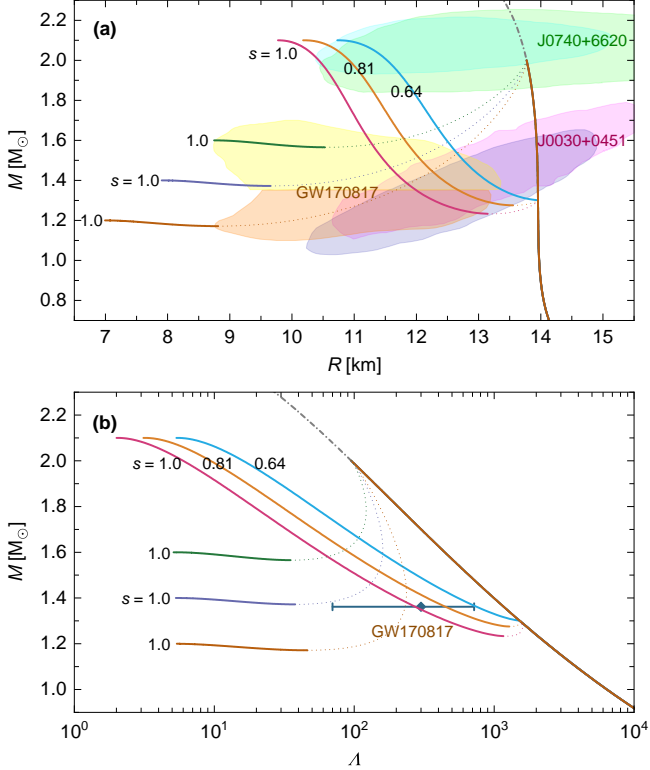 (a)
M [M☉]
2.2
2.0
1.8
1.6
1.4
1.2
1.0
0.8
s = 1.0
0.81
0.64
J0740+6620
1.0
J0030+0451
s = 1.0
GW170817
1.0
7 8 9 10 11 12 13 14 15
R [km]
(b)
M [M☉]
2.2
2.0
1.8
1.6
1.4
1.2
1.0
s = 1.0 0.81 0.64
1.0
s = 1.0
GW170817
1.0
10⁰ 10¹ 10² 10³ 10⁴
Λ